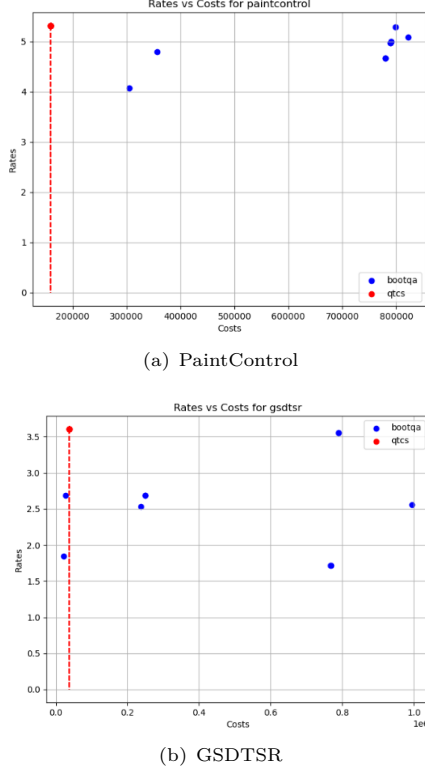 Rates vs Costs for paintcontrol
5
4
3
2
1
0
Rates
bootqa
qtcs
200000 300000 400000 500000 600000 700000 800000
Costs
(a) PaintControl
Rates vs Costs for gsdtsr
3.5
3.0
2.5
2.0
1.5
1.0
0.5
0.0
Rates
bootqa
qtcs
0.0 0.2 0.4 0.6 0.8 1.0
Costs
(b) GSDTSR